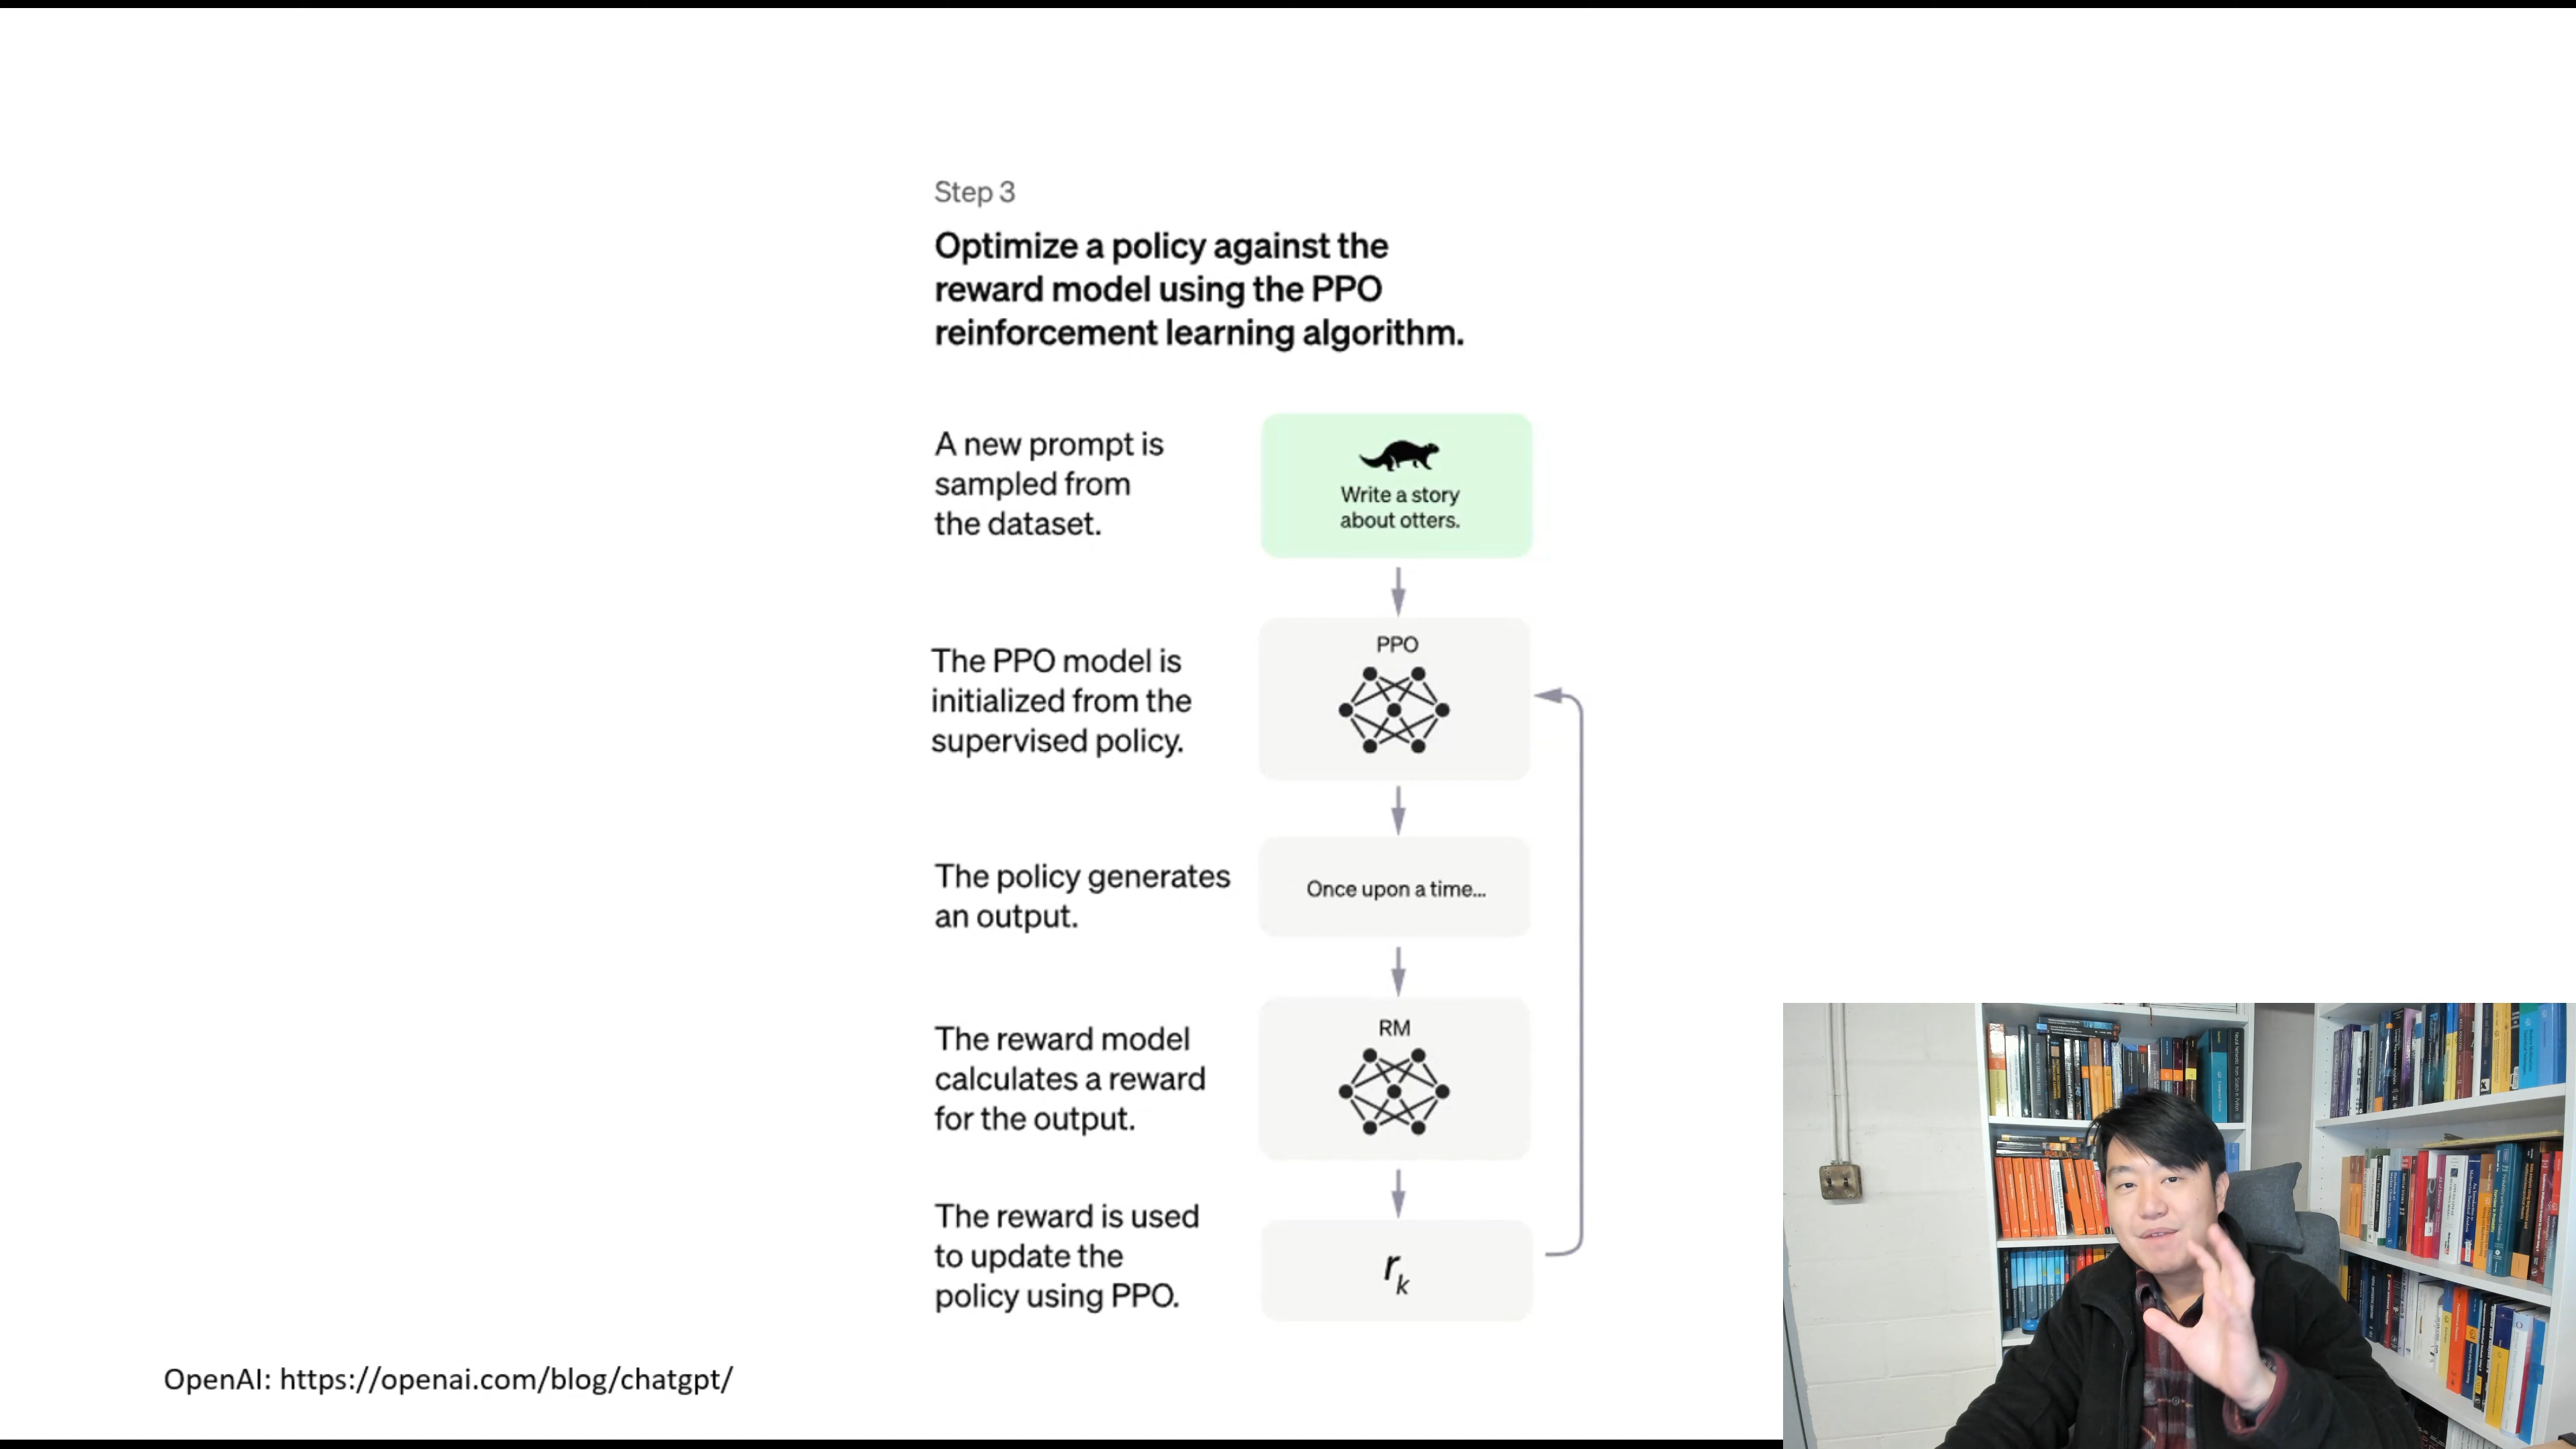 Step 3
Optimize a policy against the
reward model using the PPO
reinforcement learning algorithm.
A new prompt is
sampled from
the dataset.
Write a story
about otters.
The PPO model is
initialized from the
supervised policy.
PPO
The policy generates
an output.
Once upon a time...
The reward model
calculates a reward
for the output.
RM
The reward is used
to update the
policy using PPO.
rk
OpenAI: https://openai.com/blog/chatgpt/